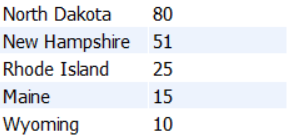 North Dakota 80
New Hampshire 51
Rhode Island 25
Maine 15
Wyoming 10